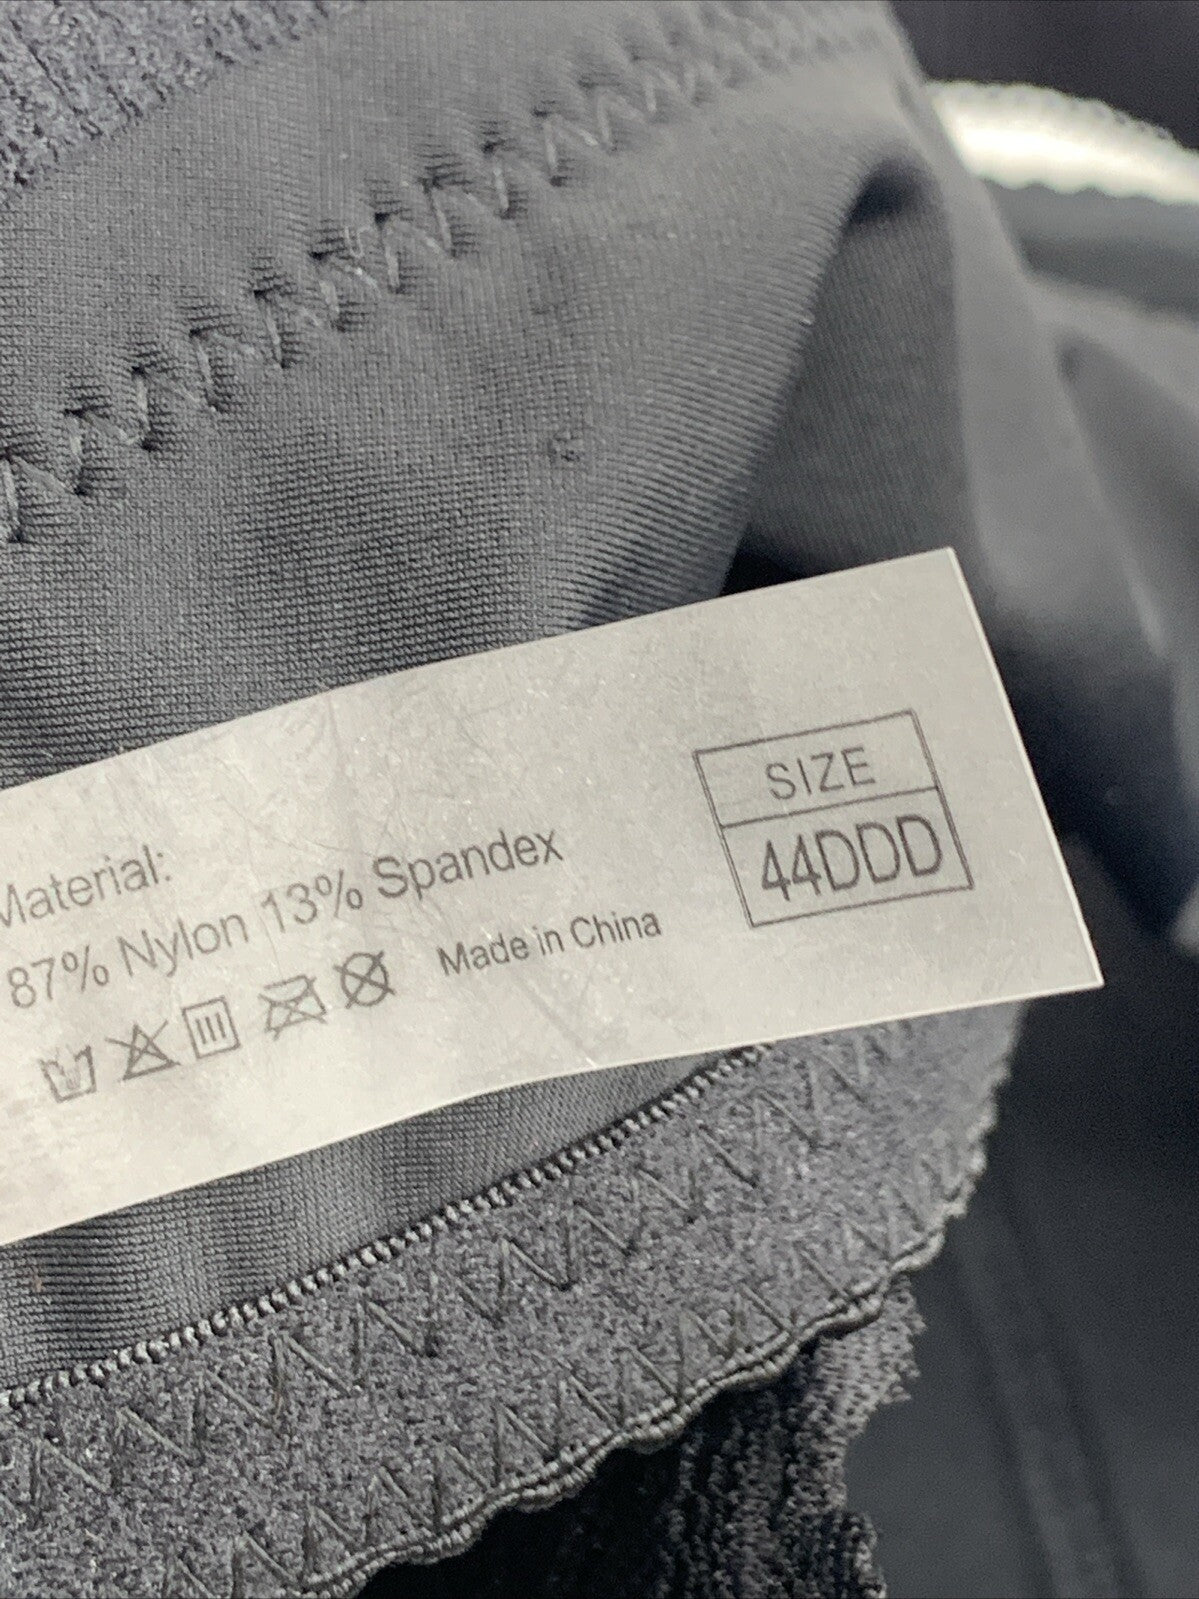 Material:
87% Nylon 13% Spandex
Made in China
SIZE
44DDD